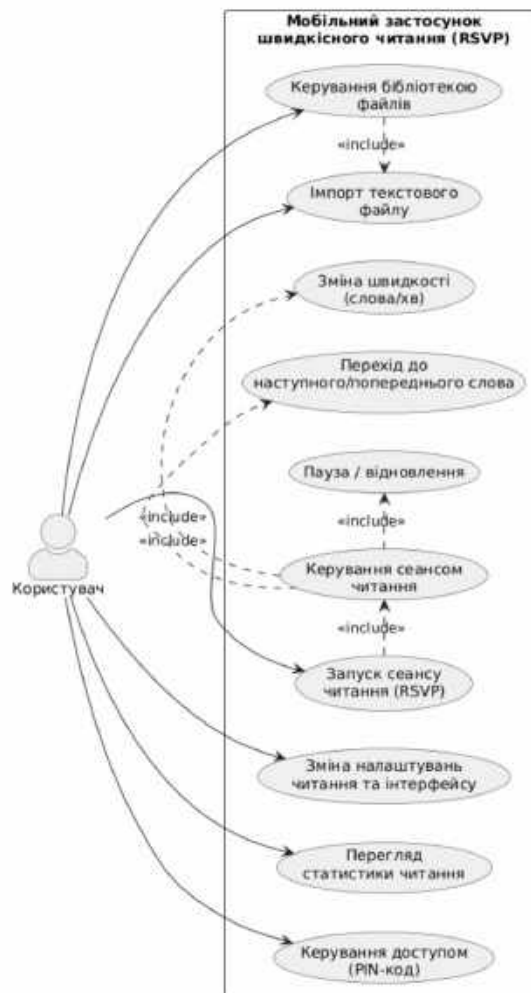 Мобільний застосунок
швидкісного читання (RSVP)
Керування бібліотекою
файлів
«include»
Імпорт текстового
файлу
Зміна швидкості
(слова/хв)
Перехід до
наступного/попереднього слова
Пауза / відновлення
«include»
«include»
«include»
Керування сеансом
читання
Користувач
«include»
Запуск сеансу
читання (RSVP)
Зміна налаштувань
читання та інтерфейсу
Перегляд
статистики читання
Керування доступом
(PIN-код)